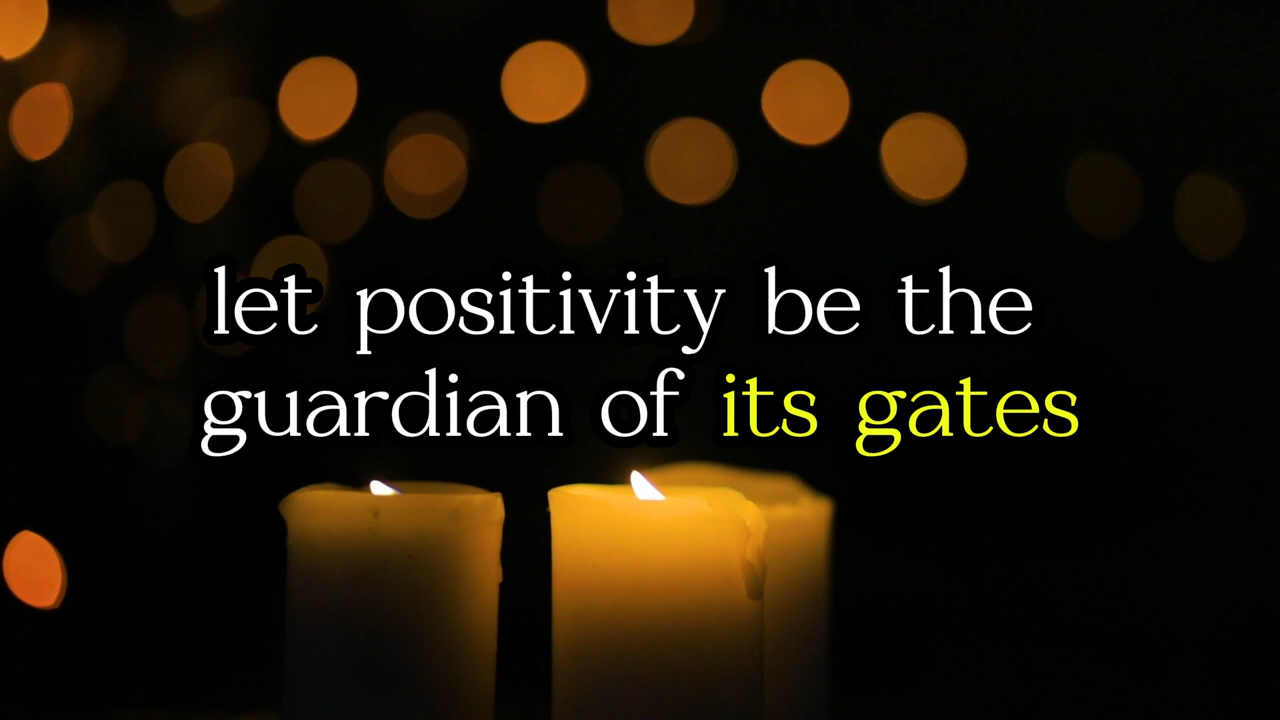 let positivity be the
guardian of its gates